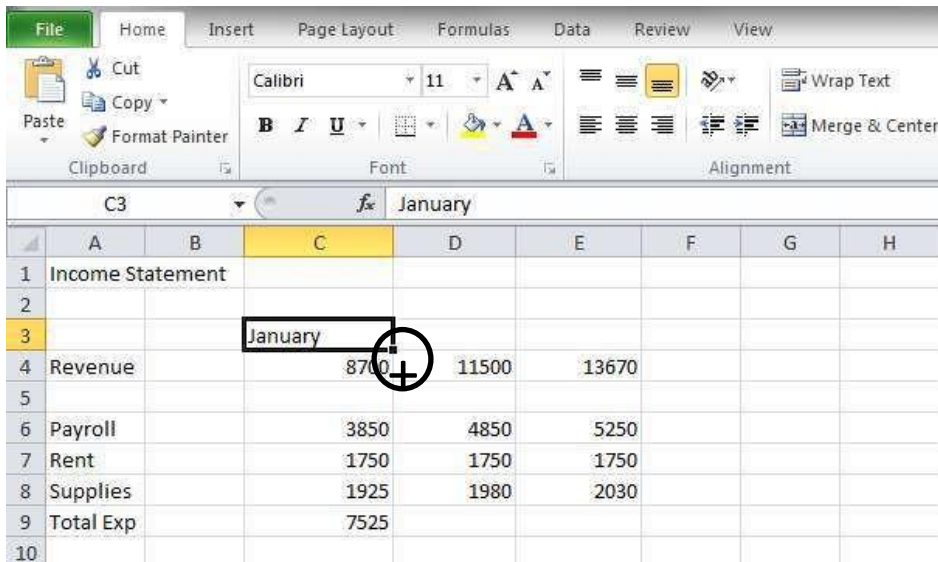 File Home Insert Page Layout Formulas Data Review View
Cut
Calibri 11 A A Wrap Text
Copy
Paste
B I U A Merge & Center
Format Painter
Clipboard Font Alignment
C3 fx January
A B C D E F G H
1 Income Statement
2
3 January
4 Revenue 8700 11500 13670
5
6 Payroll 3850 4850 5250
7 Rent 1750 1750 1750
8 Supplies 1925 1980 2030
9 Total Exp 7525
10